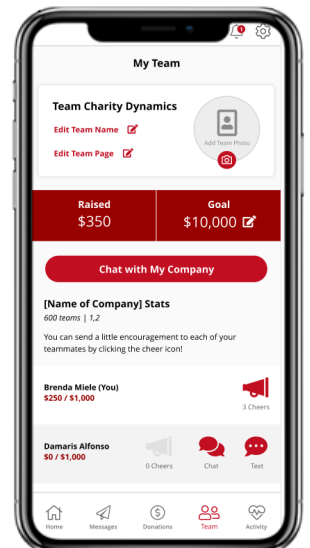 1
My Team
Team Charity Dynamics
Edit Team Name
Edit Team Page
Add Team Photo
Raised
$350
Goal
$10,000
Chat with My Company
[Name of Company] Stats
600 teams | 1,2
You can send a little encouragement to each of your
teammates by clicking the cheer icon!
Brenda Miele (You)
$250 / $1,000
3 Cheers
Damaris Alfonso
$0 / $1,000
0 Cheers
Chat
Text
Home
Messages
Donations
Team
Activity